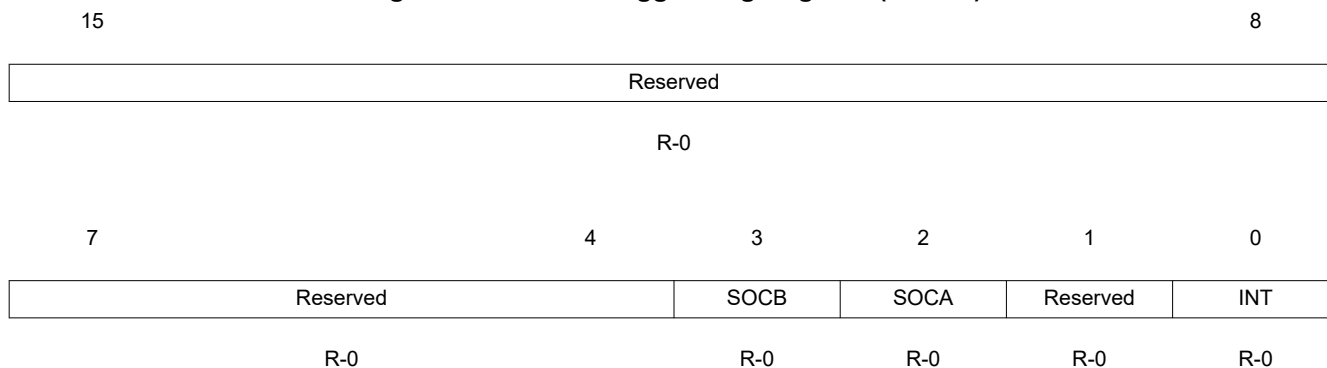 15 8
Reserved
R-0
7 4 3 2 1 0
Reserved SOCB SOCA Reserved INT
R-0 R-0 R-0 R-0 R-0